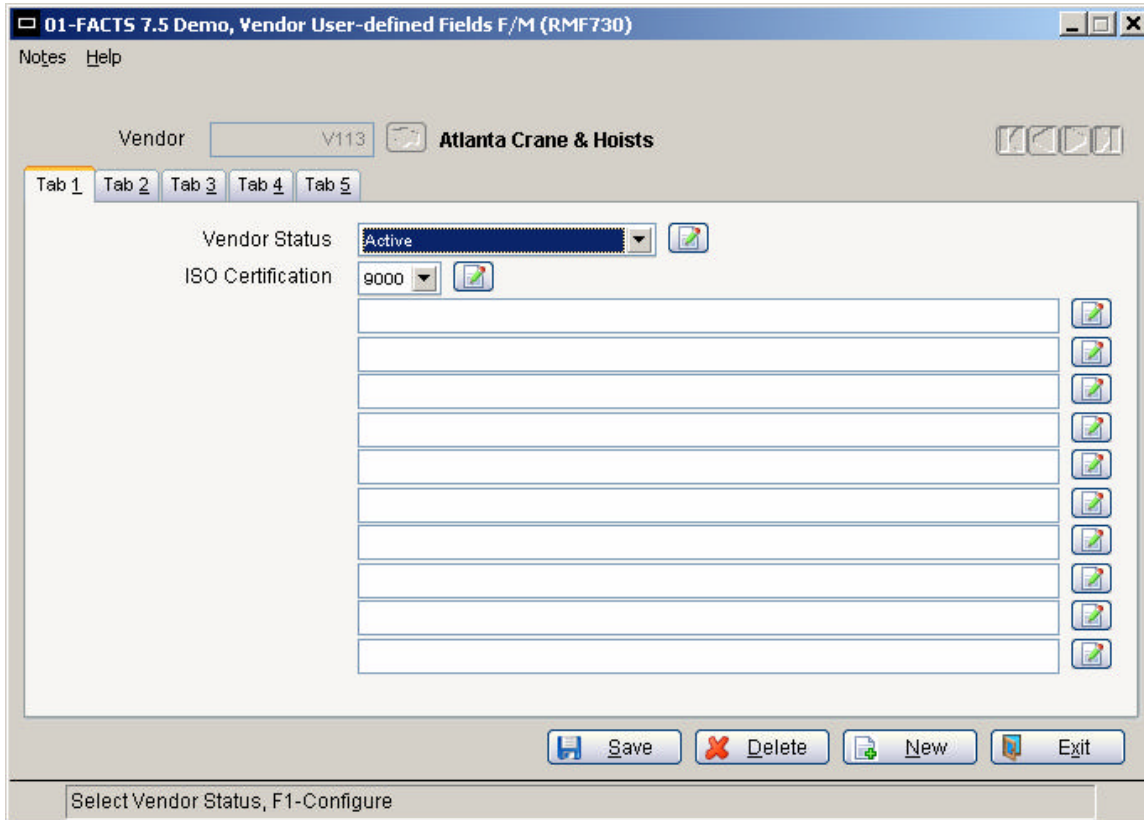 01-FACTS 7.5 Demo, Vendor User-defined Fields F/M (RMF730)
Notes Help
Vendor V113 Atlanta Crane & Hoists
Tab 1 Tab 2 Tab 3 Tab 4 Tab 5
Vendor Status Active
ISO Certification 9000
Save Delete New Exit
Select Vendor Status, F1-Configure